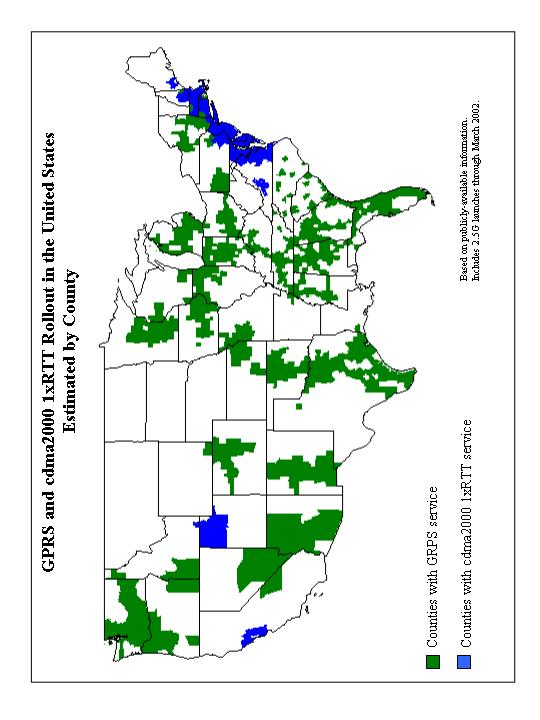 GPRS and cdma2000 1xRTT Rollout in the United States
Estimated by County
Counties with GRPS service
Counties with cdma2000 1xRTT service
Based on publicly-available information.
Includes 2.5G launches through March 2002.